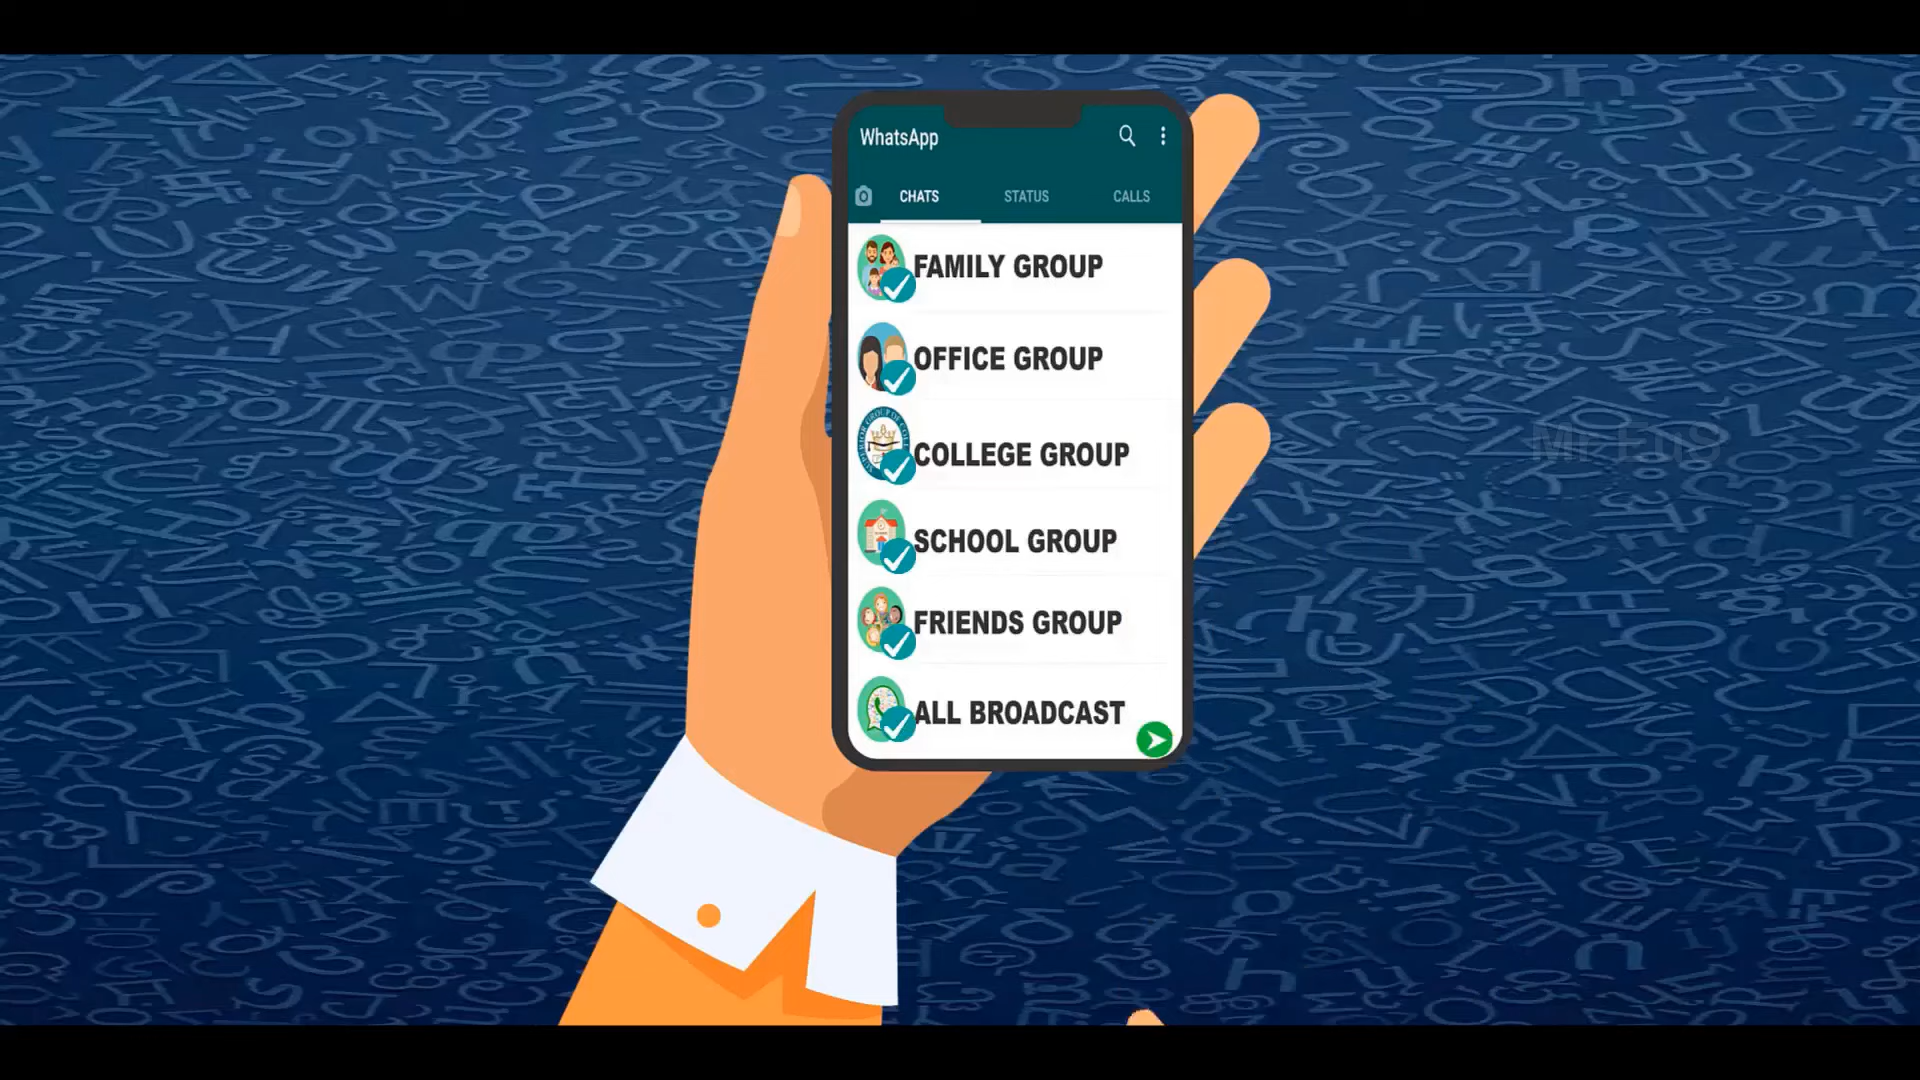 WhatsApp
CHATS
STATUS
CALLS
FAMILY GROUP
OFFICE GROUP
COLLEGE GROUP
SCHOOL GROUP
FRIENDS GROUP
ALL BROADCAST